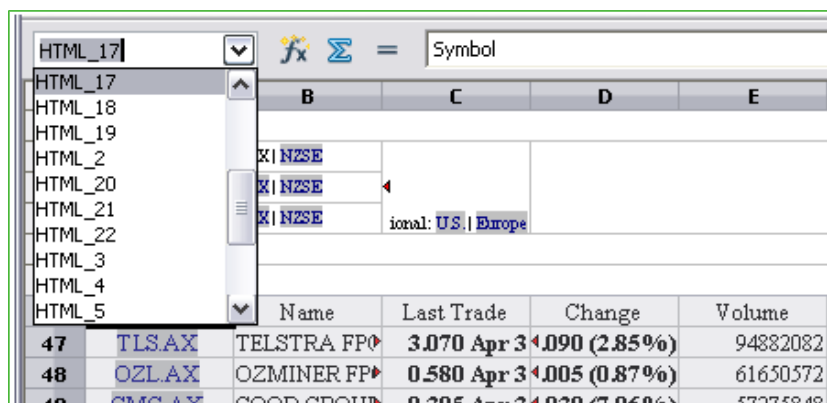 HTML_17 fx Σ = Symbol
HTML_17 B C D E
HTML_18
HTML_19
HTML_2 X| NZSE
HTML_20 X| NZSE
HTML_21
HTML_22 X| NZSE ional: U.S.| Europe
HTML_3
HTML_4
HTML_5 Name Last Trade Change Volume
47 TLS.AX TELSTRA FPO 3.070 Apr 3 .090 (2.85%) 94882082
48 OZL.AX OZMINER FP 0.580 Apr 3 .005 (0.87%) 61650572